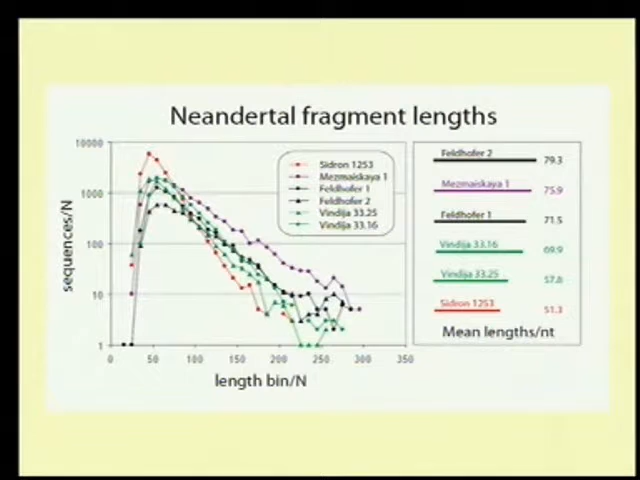 Neandertal fragment lengths
10000
1000
100
10
1
sequences/N
0 50 100 150 200 250 300 350
length bin/N
Sidron 1253
Mezmaiskaya 1
Feldhofer 1
Feldhofer 2
Vindija 33.25
Vindija 33.16
Feldhofer 2 79.3
Mezmaiskaya 1 75.9
Feldhofer 1 71.5
Vindija 33.16 69.9
Vindija 33.25 57.8
Sidron 1253 51.3
Mean lengths/nt